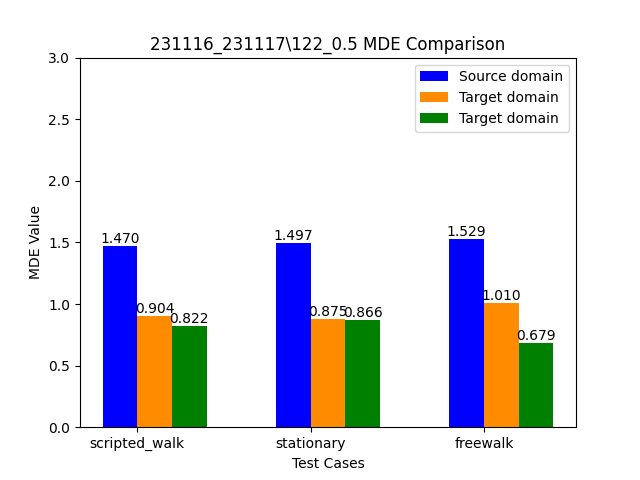 231116_231117\122_0.5 MDE Comparison
Source domain
Target domain
Target domain
MDE Value
3.0
2.5
2.0
1.5
1.0
0.5
0.0
1.470
0.904
0.822
1.497
0.875
0.866
1.529
1.010
0.679
scripted_walk
stationary
freewalk
Test Cases